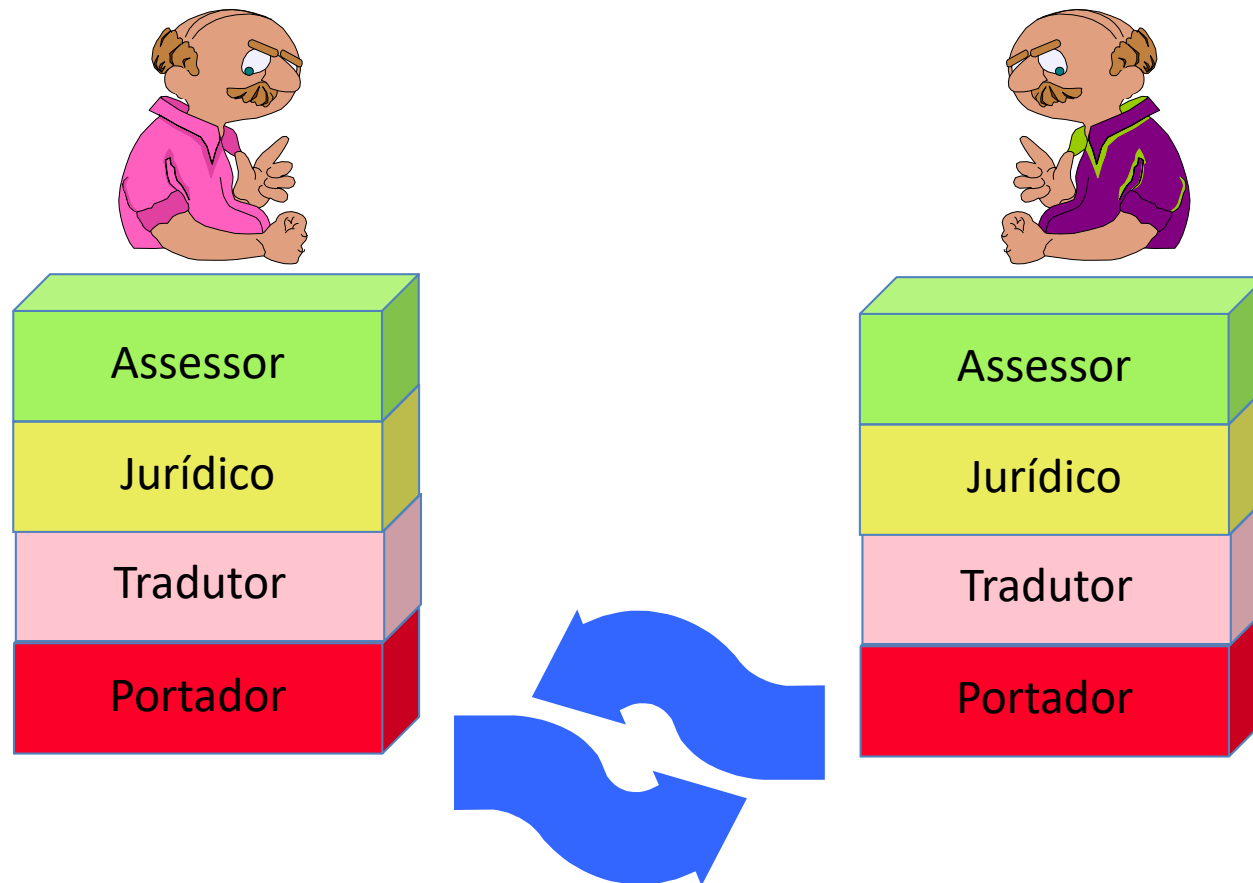 Assessor
Jurídico
Tradutor
Portador
Assessor
Jurídico
Tradutor
Portador